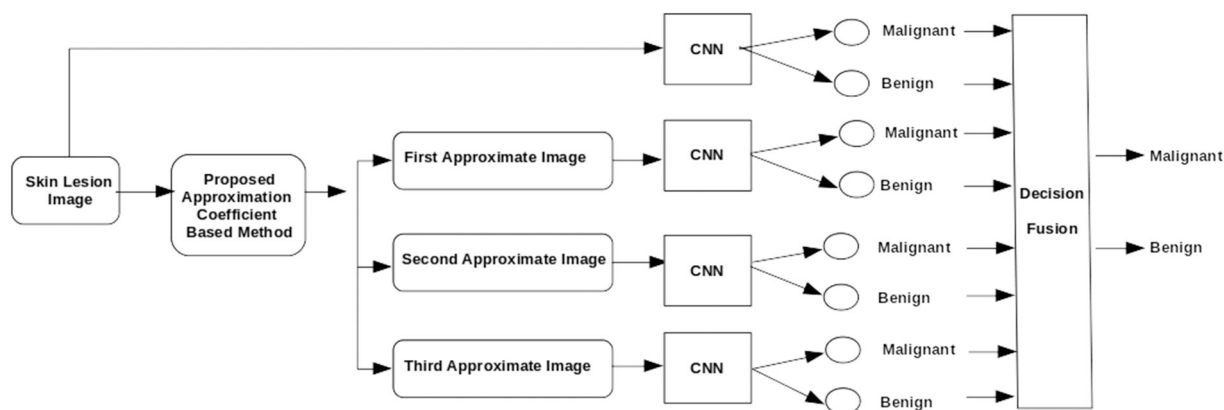 CNN
Malignant
Benign
Skin Lesion
Image
Proposed
Approximation
Coefficient
Based Method
First Approximate Image
CNN
Malignant
Benign
Second Approximate Image
CNN
Malignant
Benign
Third Approximate Image
CNN
Malignant
Benign
Decision
Fusion
Malignant
Benign